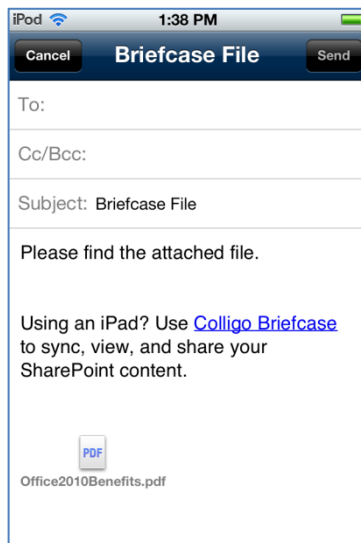 iPod 1:38 PM
Cancel Briefcase File Send
To:
Cc/Bcc:
Subject: Briefcase File
Please find the attached file.
Using an iPad? Use Colligo Briefcase
to sync, view, and share your
SharePoint content.
PDF
Office2010Benefits.pdf